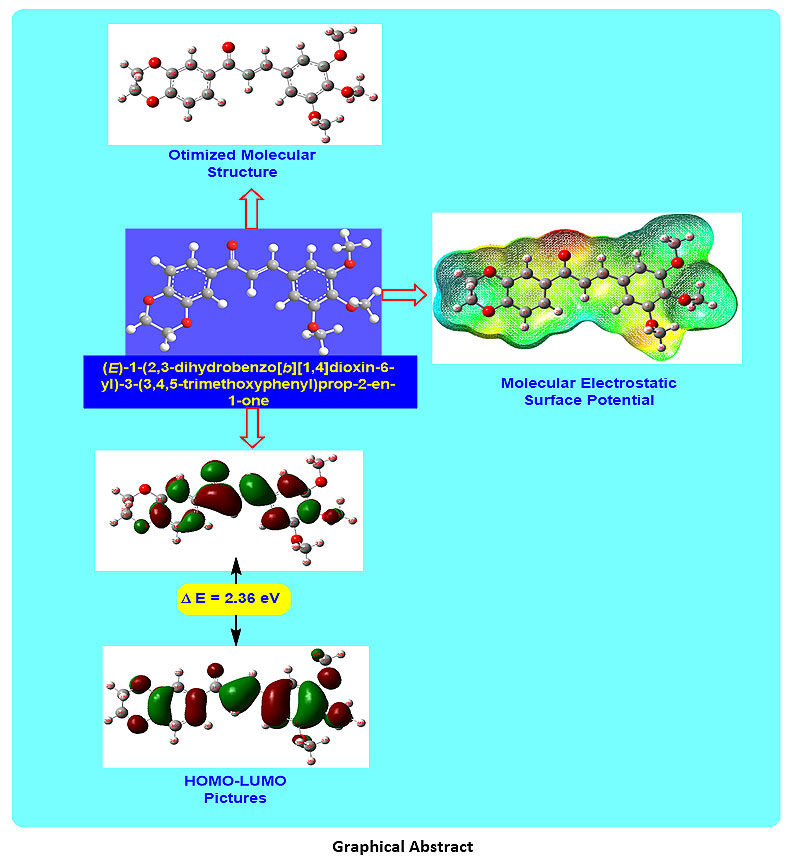 Otimized Molecular
Structure
(E)-1-(2,3-dihydrobenzo[b][1,4]dioxin-6-
yl)-3-(3,4,5-trimethoxyphenyl)prop-2-en-
1-one
Molecular Electrostatic
Surface Potential
Δ E = 2.36 eV
HOMO-LUMO
Pictures
Graphical Abstract